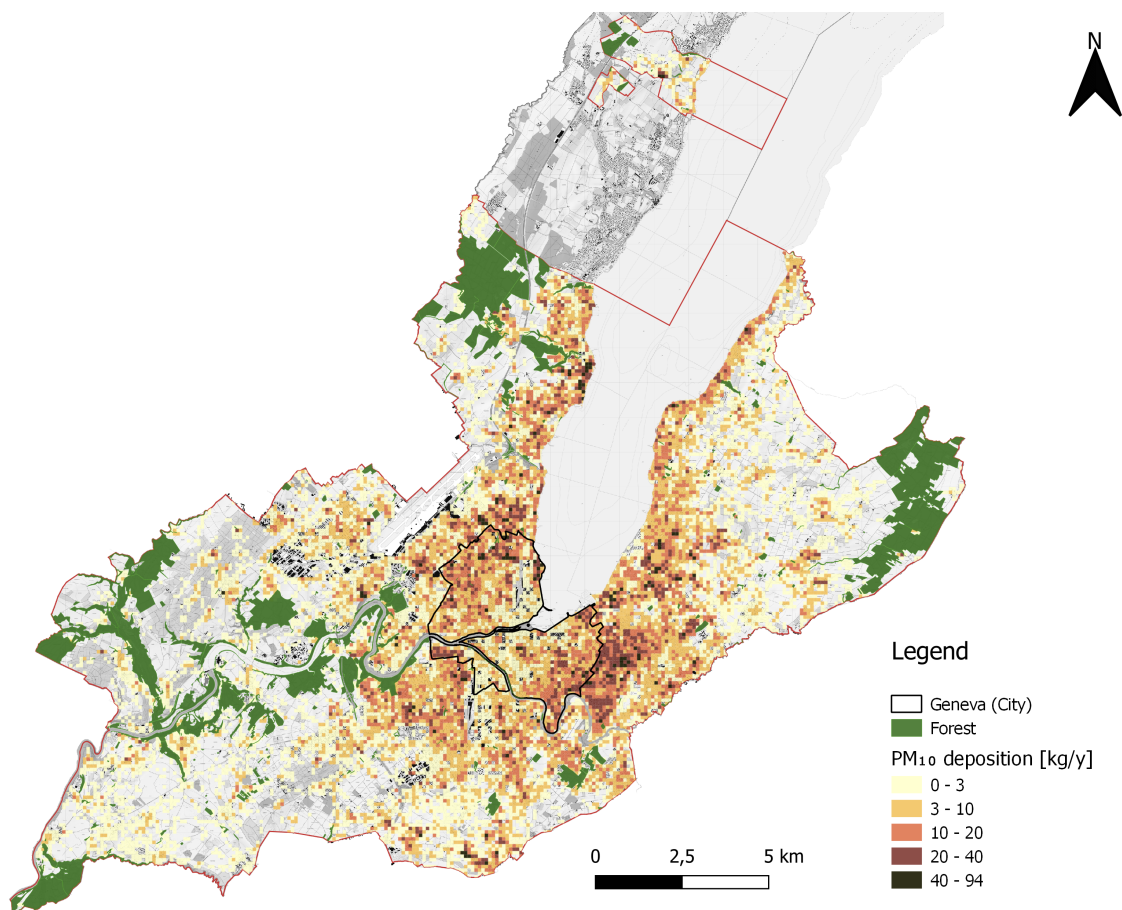 N
Legend
Geneva (City)
Forest
PM₁₀ deposition [kg/y]
0 - 3
3 - 10
10 - 20
20 - 40
40 - 94
0 2,5 5 km